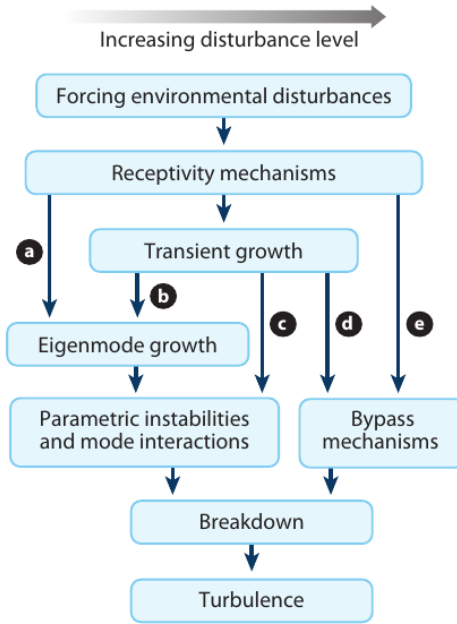 Increasing disturbance level
Forcing environmental disturbances
Receptivity mechanisms
a
Transient growth
b
c
d
e
Eigenmode growth
Parametric instabilities
and mode interactions
Bypass
mechanisms
Breakdown
Turbulence